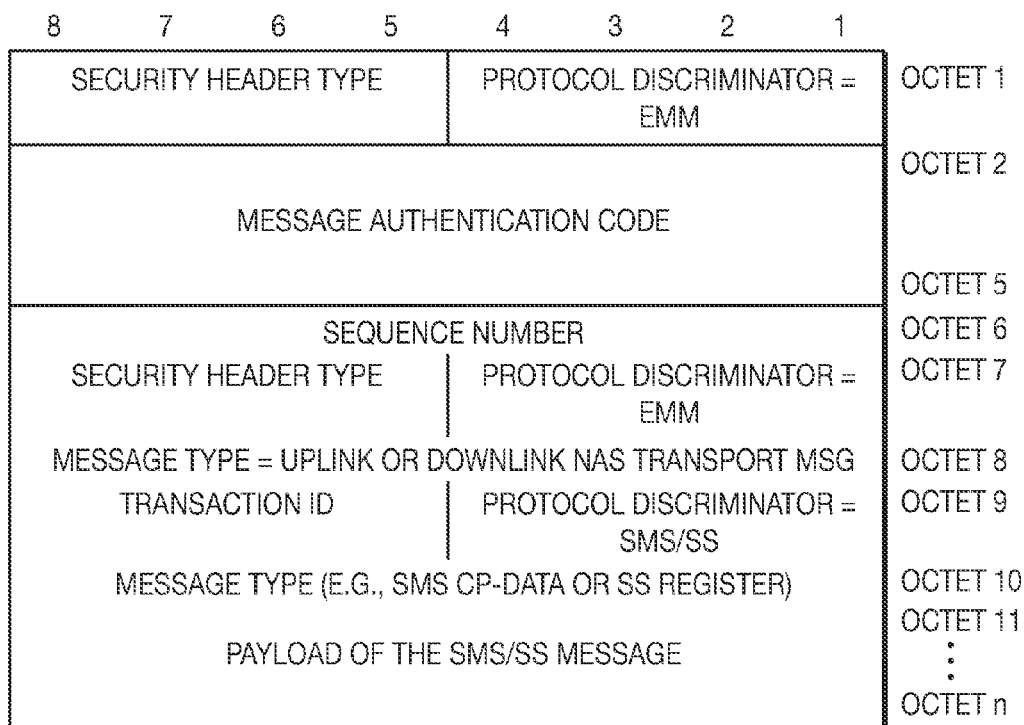 8 7 6 5 4 3 2 1
SECURITY HEADER TYPE PROTOCOL DISCRIMINATOR = OCTET 1
EMM
OCTET 2
MESSAGE AUTHENTICATION CODE
OCTET 5
SEQUENCE NUMBER OCTET 6
SECURITY HEADER TYPE PROTOCOL DISCRIMINATOR = OCTET 7
EMM
MESSAGE TYPE = UPLINK OR DOWNLINK NAS TRANSPORT MSG OCTET 8
TRANSACTION ID PROTOCOL DISCRIMINATOR = OCTET 9
SMS/SS
MESSAGE TYPE (E.G., SMS CP-DATA OR SS REGISTER) OCTET 10
OCTET 11
PAYLOAD OF THE SMS/SS MESSAGE
OCTET n